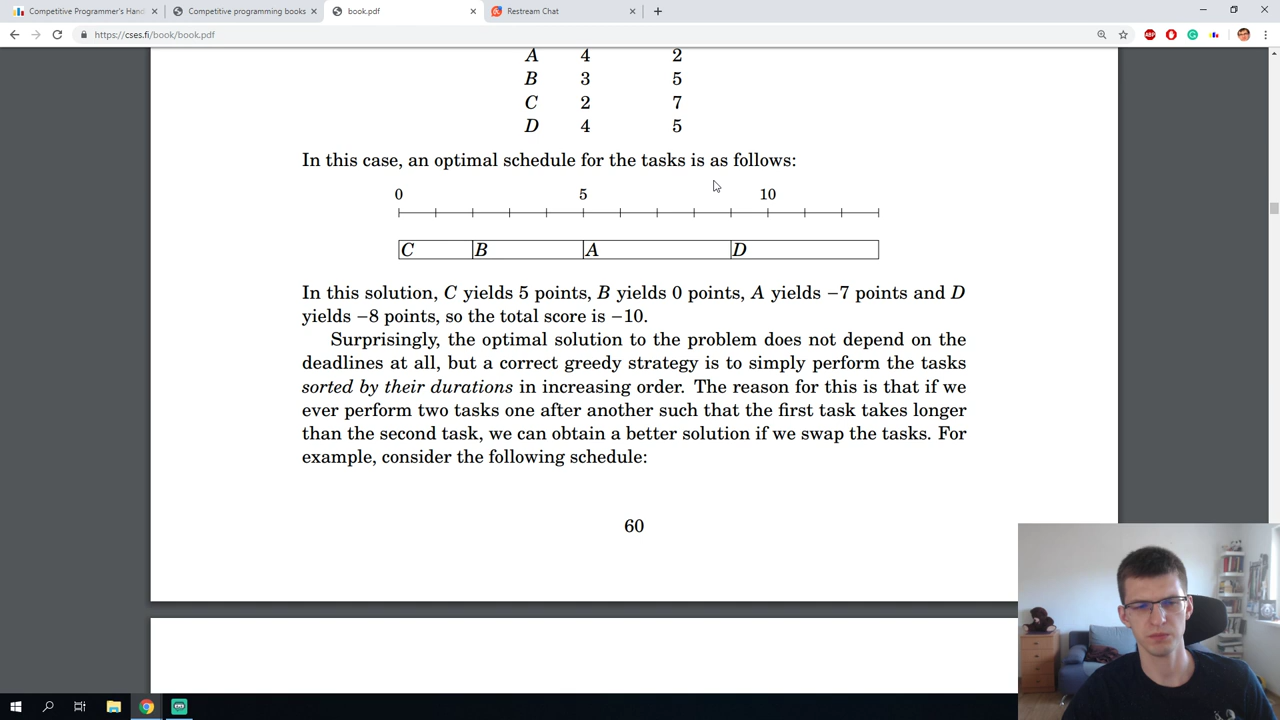 Competitive Programmer's Hand
Competitive programming books
book.pdf
Restream Chat
https://cses.fi/book/book.pdf
ABP
A 4 2
B 3 5
C 2 7
D 4 5
In this case, an optimal schedule for the tasks is as follows:
0 5 10
C B A D
In this solution, C yields 5 points, B yields 0 points, A yields −7 points and D
yields −8 points, so the total score is −10.
Surprisingly, the optimal solution to the problem does not depend on the
deadlines at all, but a correct greedy strategy is to simply perform the tasks
sorted by their durations in increasing order. The reason for this is that if we
ever perform two tasks one after another such that the first task takes longer
than the second task, we can obtain a better solution if we swap the tasks. For
example, consider the following schedule:
60